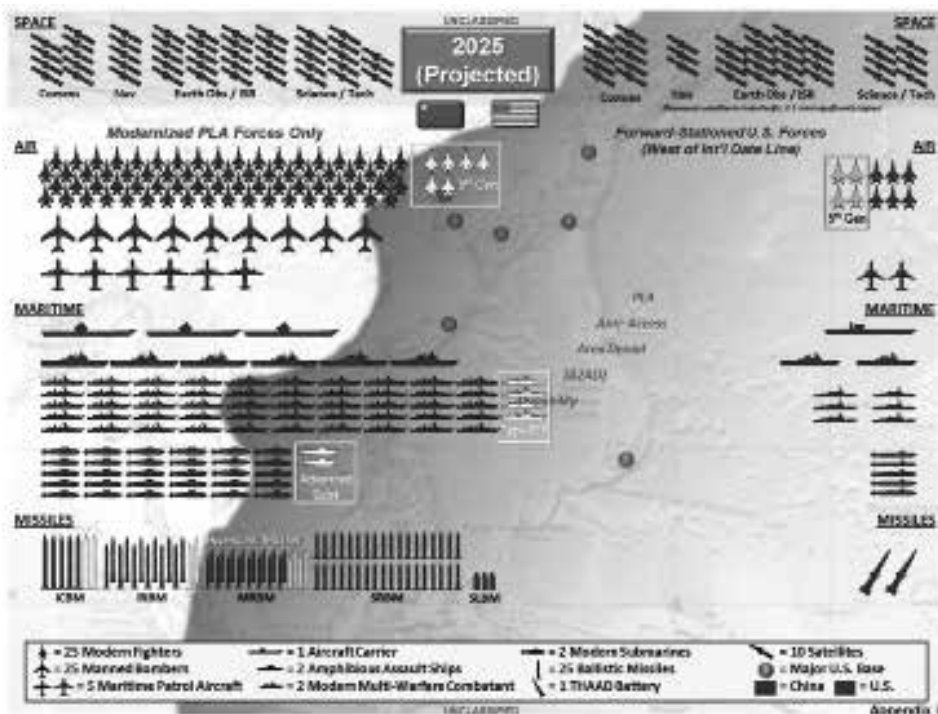 UNCLASSIFIED
SPACE
SPACE
2025
(Projected)
Comms
Nav
Earth Obs / ISR
Science / Tech
Comms
Nav
Earth Obs / ISR
Science / Tech
Modernized PLA Forces Only
Forward-Stationed U.S. Forces
(West of Int'l Date Line)
AIR
AIR
5th Gen
5th Gen
MARITIME
MARITIME
PLA
Anti-Access
Area Denial
(A2AD)
MISSILES
MISSILES
ICBM
IRBM
MRBM
SRBM
SLBM
= 25 Modern Fighters
= 1 Aircraft Carrier
= 2 Modern Submarines
= 10 Satellites
= 25 Manned Bombers
= 2 Amphibious Assault Ships
= 25 Ballistic Missiles
= Major U.S. Base
= 5 Maritime Patrol Aircraft
= 2 Modern Multi-Warfare Combatant
= 1 THAAD Battery
= China
= U.S.
UNCLASSIFIED
Appendix